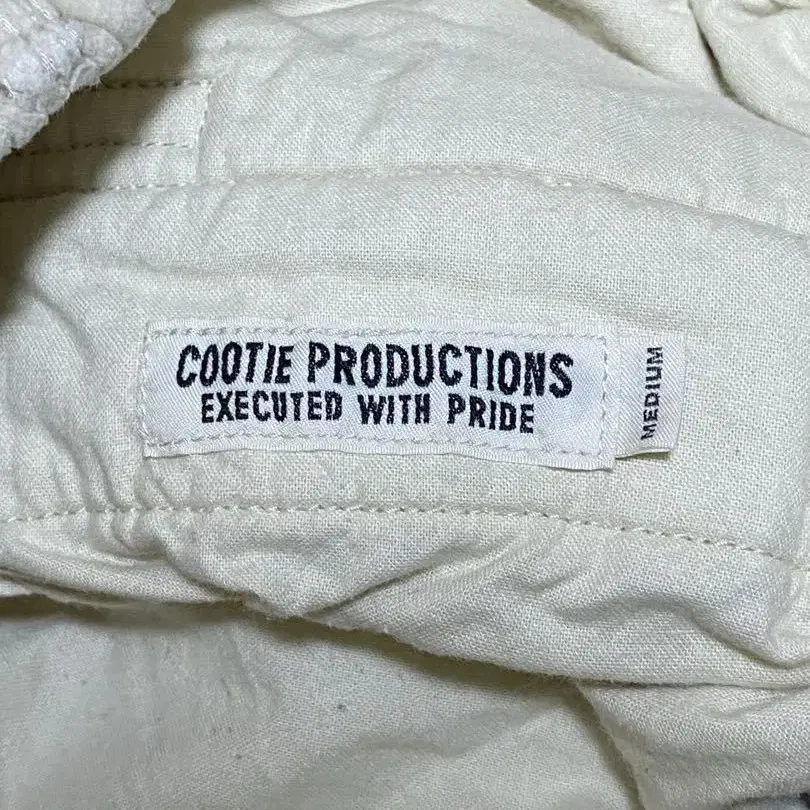 COOTIE PRODUCTIONS
EXECUTED WITH PRIDE
MEDIUM